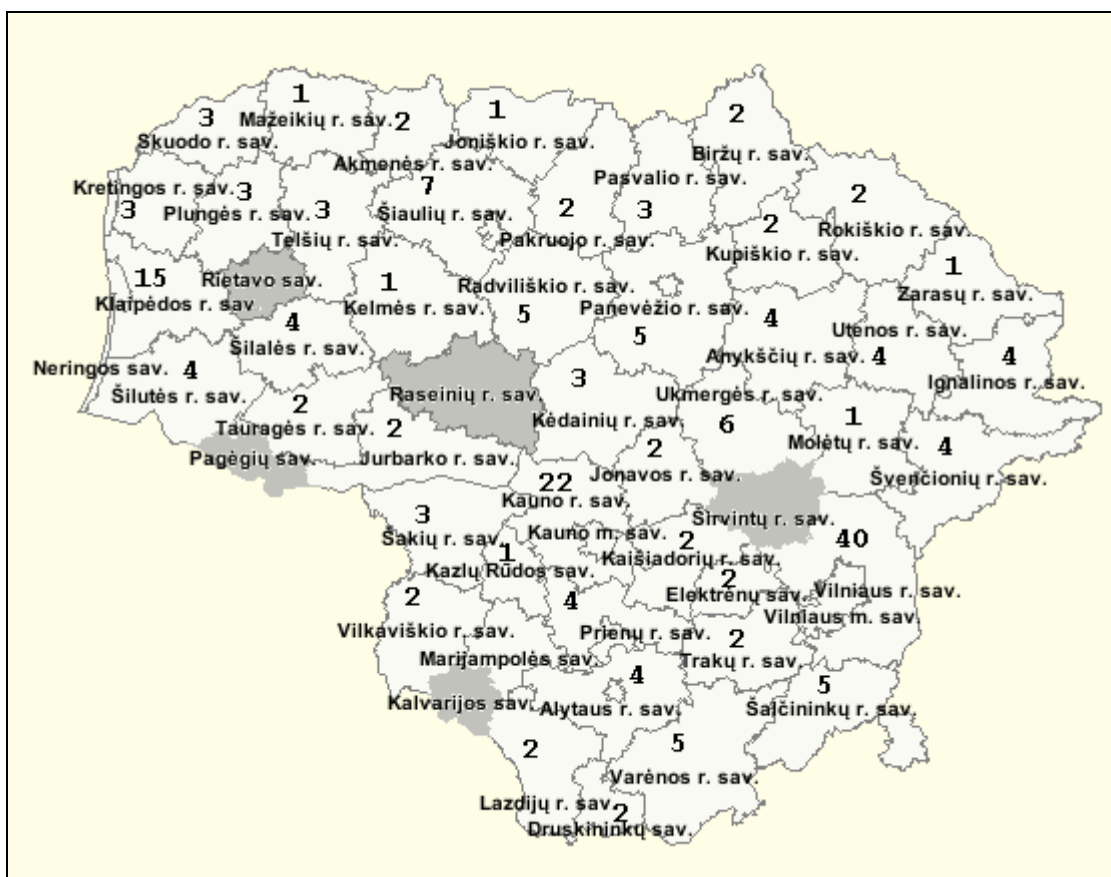 1
Mažeikių r. sav.
3
Skuodo r. sav.
2
Akmenės r. sav.
1
Joniškio r. sav.
2
Biržų r. sav.
Kretingos r. sav.
3
3
Plungės r. sav.
3
Telšių r. sav.
7
Šiaulių r. sav.
2
Pakruojo r. sav.
Pasvalio r. sav.
3
2
Kupiškio r. sav.
2
Rokiškio r. sav.
15
Klaipėdos r. sav.
Rietavo sav.
1
Kelmės r. sav.
Radviliškio r. sav.
5
Panevėžio r. sav.
5
1
Zarasų r. sav.
4
Anykščių r. sav.
Utenos r. sav.
4
4
Ignalinos r. sav.
4
Šilalės r. sav.
Neringos sav.
4
Šilutės r. sav.
2
Tauragės r. sav.
Raseinių r. sav.
3
Kėdainių r. sav.
Ukmergės r. sav.
6
1
Molėtų r. sav.
4
Švenčionių r. sav.
Pagėgių sav.
2
Jurbarko r. sav.
2
Jonavos r. sav.
22
Kauno r. sav.
Širvintų r. sav.
3
Šakių r. sav.
Kauno m. sav.
1
Kazlų Rūdos sav.
2
Kaišiadorių r. sav.
40
Vilniaus r. sav.
2
Elektrėnų sav.
Vilniaus m. sav.
2
Vilkaviškio r. sav.
4
Prienų r. sav.
2
Trakų r. sav.
Marijampolės sav.
Kalvarijos sav.
4
Alytaus r. sav.
5
Šalčininkų r. sav.
2
Lazdijų r. sav.
5
Varėnos r. sav.
2
Druskininkų sav.